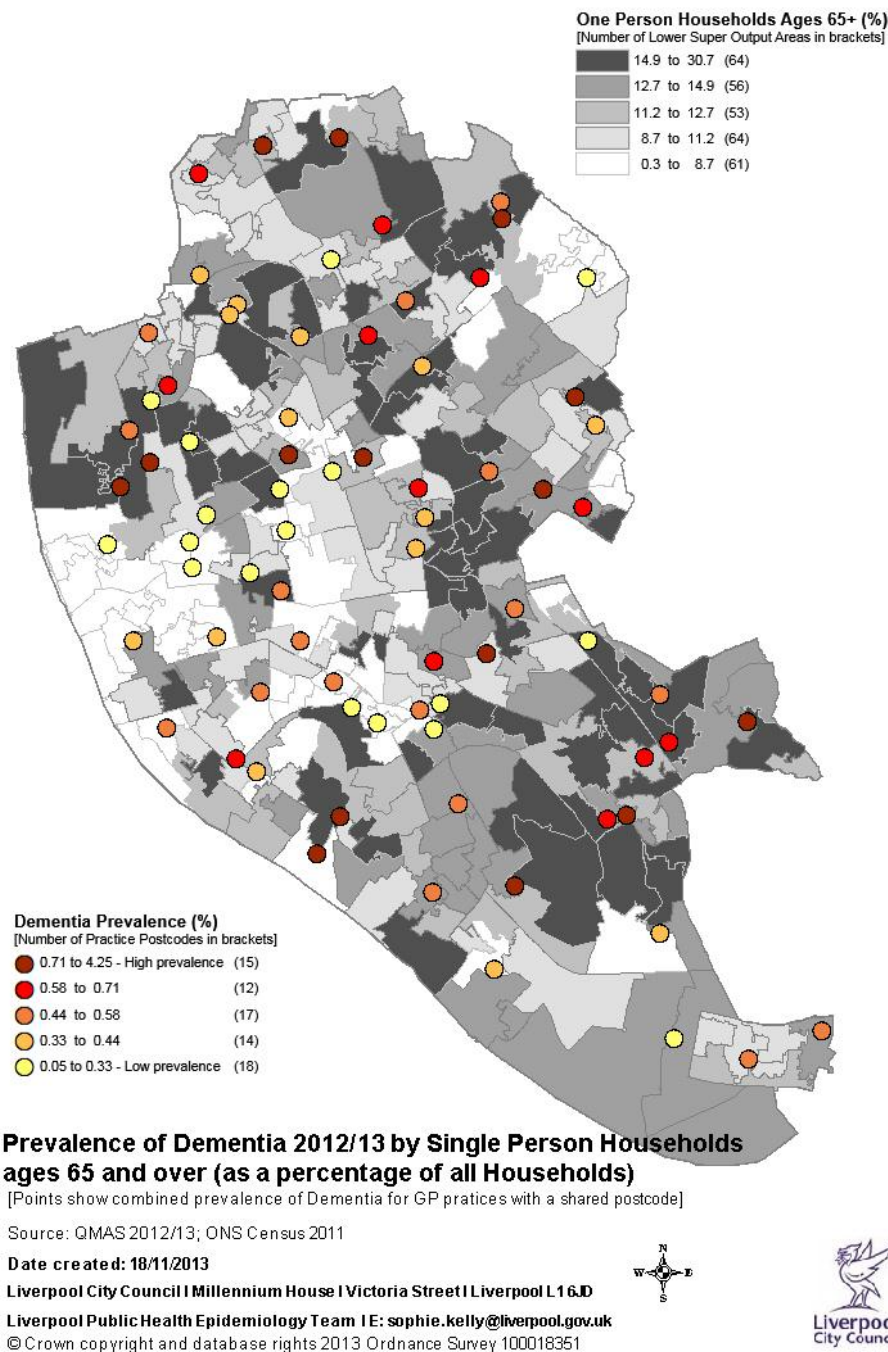 One Person Households Ages 65+ (%)
[Number of Lower Super Output Areas in brackets]
14.9 to 30.7 (64)
12.7 to 14.9 (56)
11.2 to 12.7 (53)
8.7 to 11.2 (64)
0.3 to 8.7 (61)
Dementia Prevalence (%)
[Number of Practice Postcodes in brackets]
0.71 to 4.25 - High prevalence (15)
0.58 to 0.71 (12)
0.44 to 0.58 (17)
0.33 to 0.44 (14)
0.05 to 0.33 - Low prevalence (18)
Prevalence of Dementia 2012/13 by Single Person Households
ages 65 and over (as a percentage of all Households)
[Points show combined prevalence of Dementia for GP pratices with a shared postcode]
Source: QMAS 2012/13; ONS Census 2011
Date created: 18/11/2013
Liverpool City Council I Millennium House I Victoria Street I Liverpool L1 6JD
Liverpool Public Health Epidemiology Team I E: sophie.kelly@liverpool.gov.uk
© Crown copyright and database rights 2013 Ordnance Survey 100018351
N
W E
S
Liverpoo
City Counc